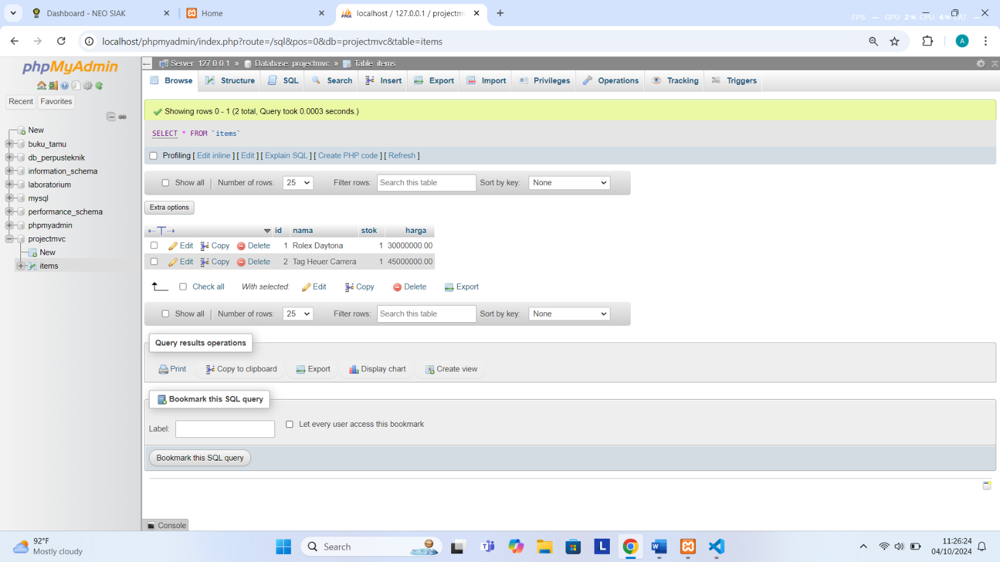 Dashboard - NEO SIAK
Home
localhost / 127.0.0.1 / projectmv
FPS — GPU 2 % CPU 4 % LAT —
localhost/phpmyadmin/index.php?route=/sql&pos=0&db=projectmvc&table=items
A
phpMyAdmin
Recent Favorites
New
buku_tamu
db_perpusteknik
information_schema
laboratorium
mysql
performance_schema
phpmyadmin
projectmvc
New
items
Server: 127.0.0.1 » Database: projectmvc » Table: items
Browse Structure SQL Search Insert Export Import Privileges Operations Tracking Triggers
Showing rows 0 - 1 (2 total, Query took 0.0003 seconds.)
SELECT * FROM `items`
Profiling [ Edit inline ] [ Edit ] [ Explain SQL ] [ Create PHP code ] [ Refresh ]
Show all | Number of rows: 25 Filter rows: Search this table Sort by key: None
Extra options
←T→ id nama stok harga
Edit Copy Delete 1 Rolex Daytona 1 30000000.00
Edit Copy Delete 2 Tag Heuer Carrera 1 45000000.00
Check all With selected: Edit Copy Delete Export
Show all | Number of rows: 25 Filter rows: Search this table Sort by key: None
Query results operations
Print Copy to clipboard Export Display chart Create view
Bookmark this SQL query
Label: Let every user access this bookmark
Bookmark this SQL query
Console
92°F
Mostly cloudy
Search
L
11:26:24
04/10/2024